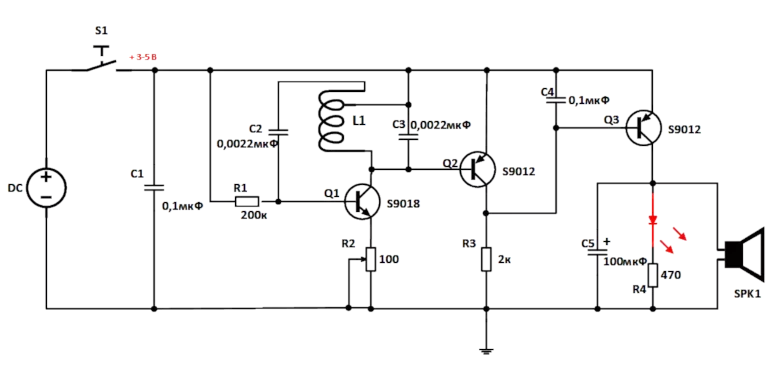 S1
+ 3-5 В
C4
0,1мкФ
L1
C2
0,0022мкФ
C3
0,0022мкФ
Q3
S9012
Q2
S9012
DC
C1
0,1мкФ
R1
200к
Q1
S9018
R2
100
R3
2к
C5
+
100мкФ
R4
470
SPK1